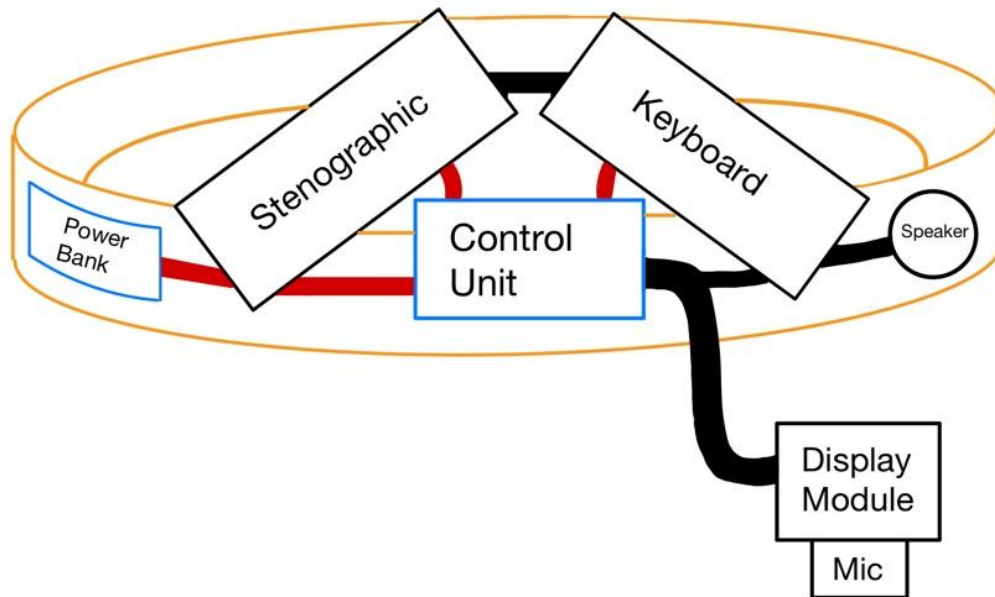 Stenographic
Keyboard
Power
Bank
Control
Unit
Speaker
Display
Module
Mic